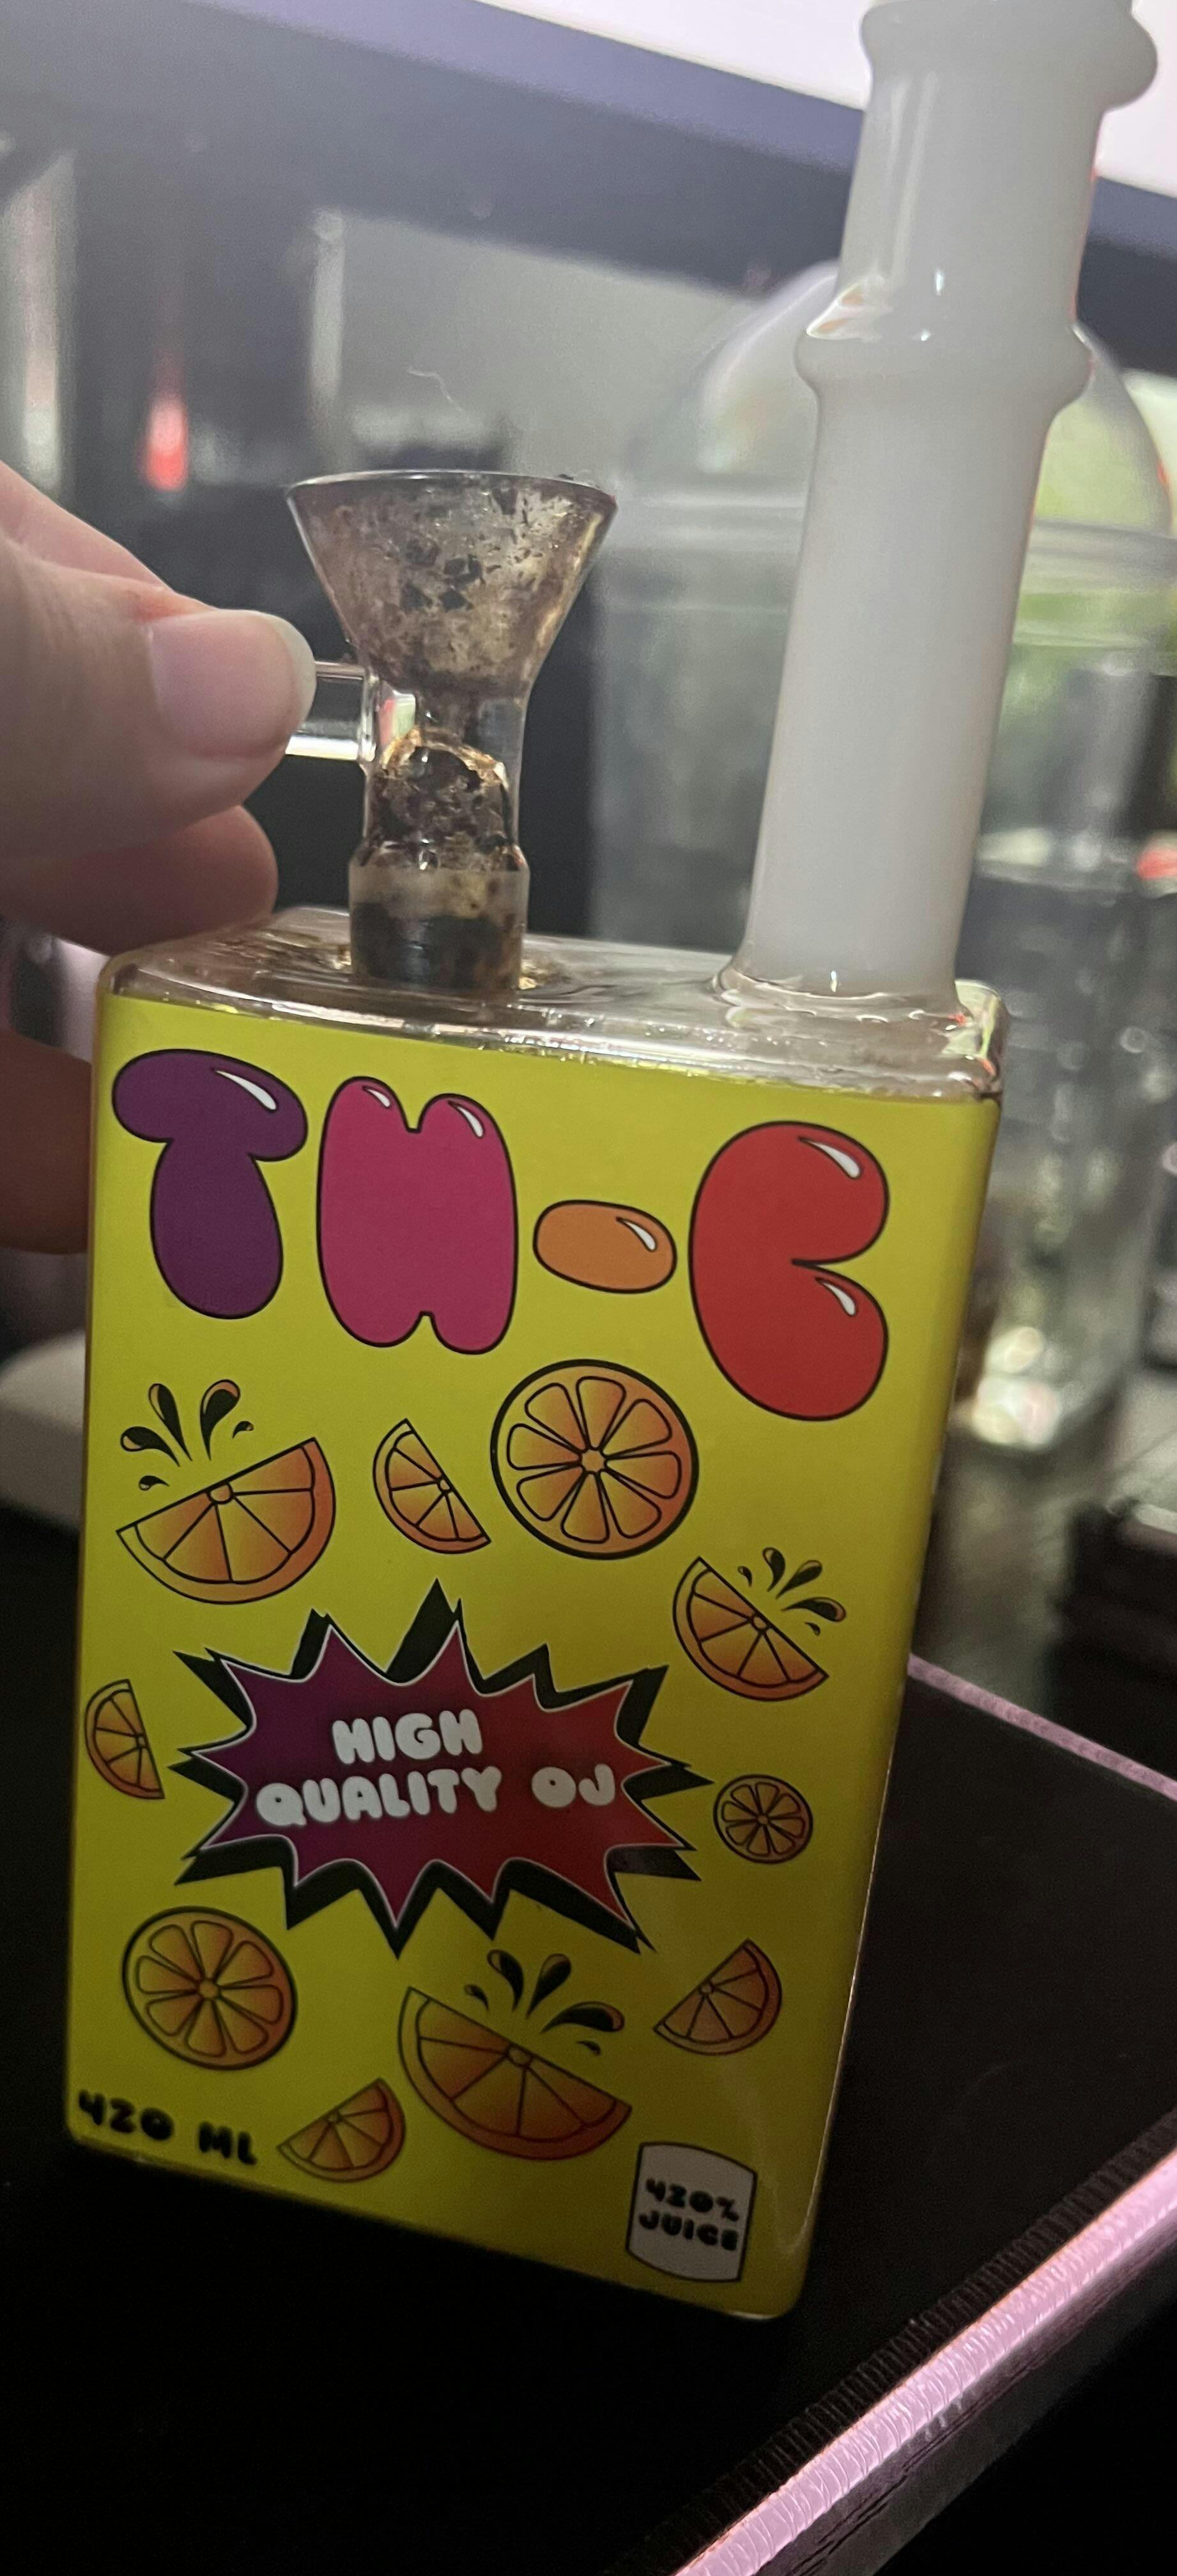 TH-C
HIGH
QUALITY OJ
420 ML
420%
JUICE